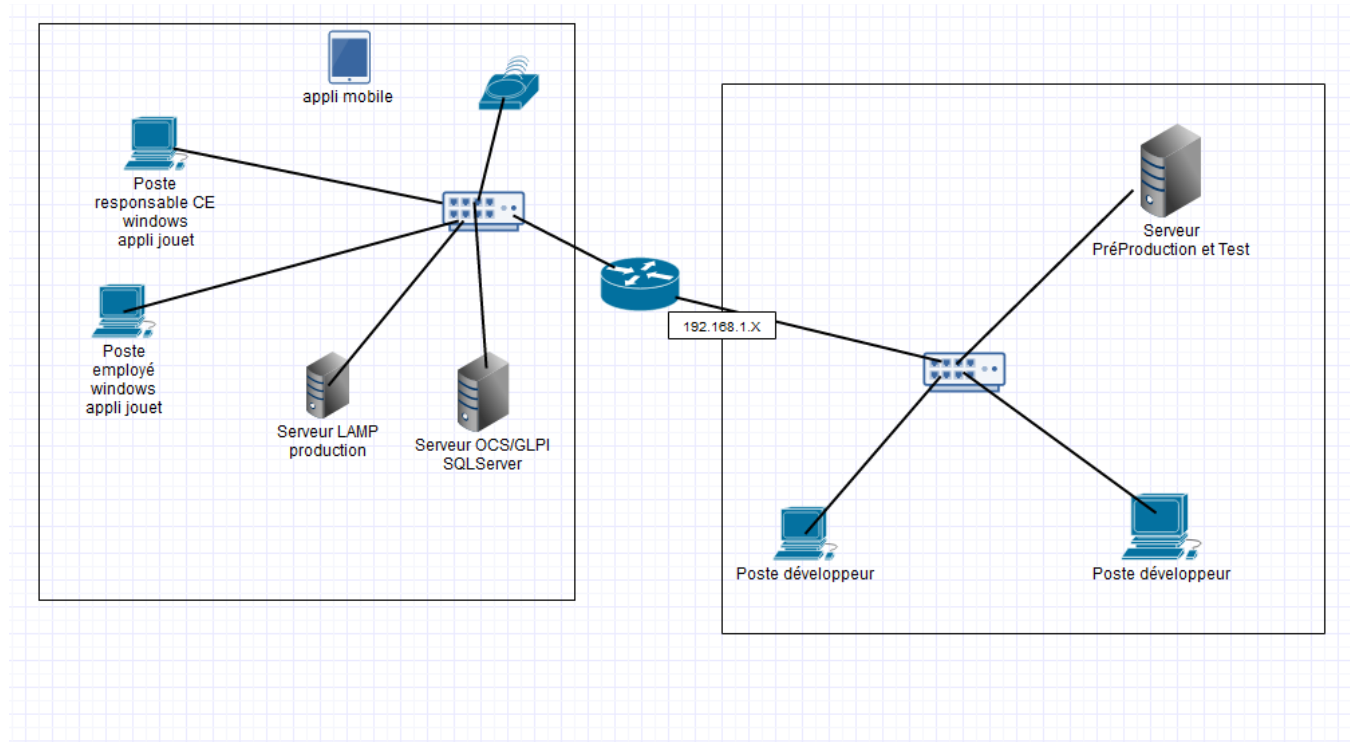 appli mobile
Poste
responsable CE
windows
appli jouet
Poste
employé
windows
appli jouet
Serveur LAMP
production
Serveur OCS/GLPI
SQLServer
192.168.1.X
Serveur
PréProduction et Test
Poste développeur
Poste développeur